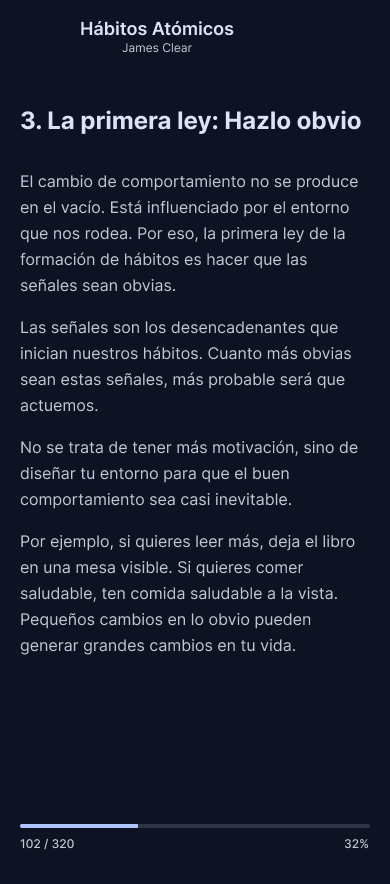 Hábitos Atómicos
James Clear
3. La primera ley: Hazlo obvio
El cambio de comportamiento no se produce
en el vacío. Está influenciado por el entorno
que nos rodea. Por eso, la primera ley de la
formación de hábitos es hacer que las
señales sean obvias.
Las señales son los desencadenantes que
inician nuestros hábitos. Cuanto más obvias
sean estas señales, más probable será que
actuemos.
No se trata de tener más motivación, sino de
diseñar tu entorno para que el buen
comportamiento sea casi inevitable.
Por ejemplo, si quieres leer más, deja el libro
en una mesa visible. Si quieres comer
saludable, ten comida saludable a la vista.
Pequeños cambios en lo obvio pueden
generar grandes cambios en tu vida.
102 / 320
32%